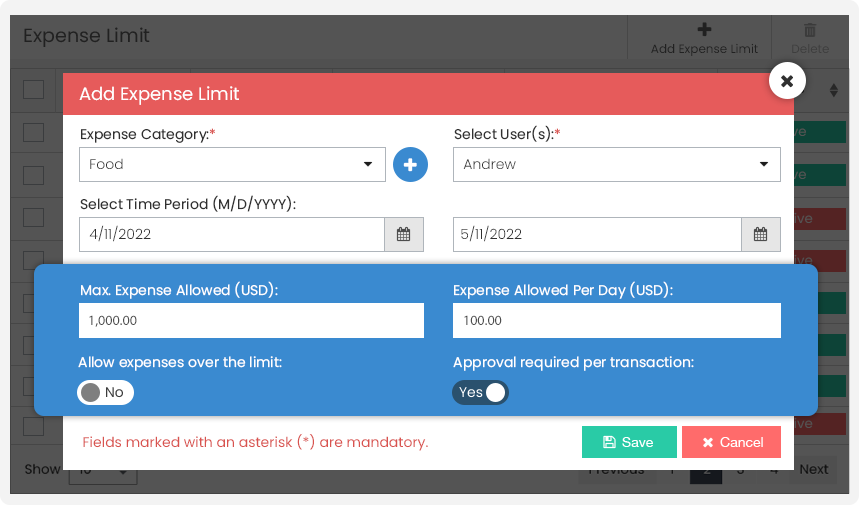 Expense Limit
Add Expense Limit
Delete
Add Expense Limit
Expense Category:* Select User(s):*
Food Andrew
Select Time Period (M/D/YYYY):
4/11/2022 5/11/2022
Max. Expense Allowed (USD): Expense Allowed Per Day (USD):
1,000.00 100.00
Allow expenses over the limit: Approval required per transaction:
No Yes
Fields marked with an asterisk (*) are mandatory. Save Cancel
Show 10 Previous 1 2 3 4 Next